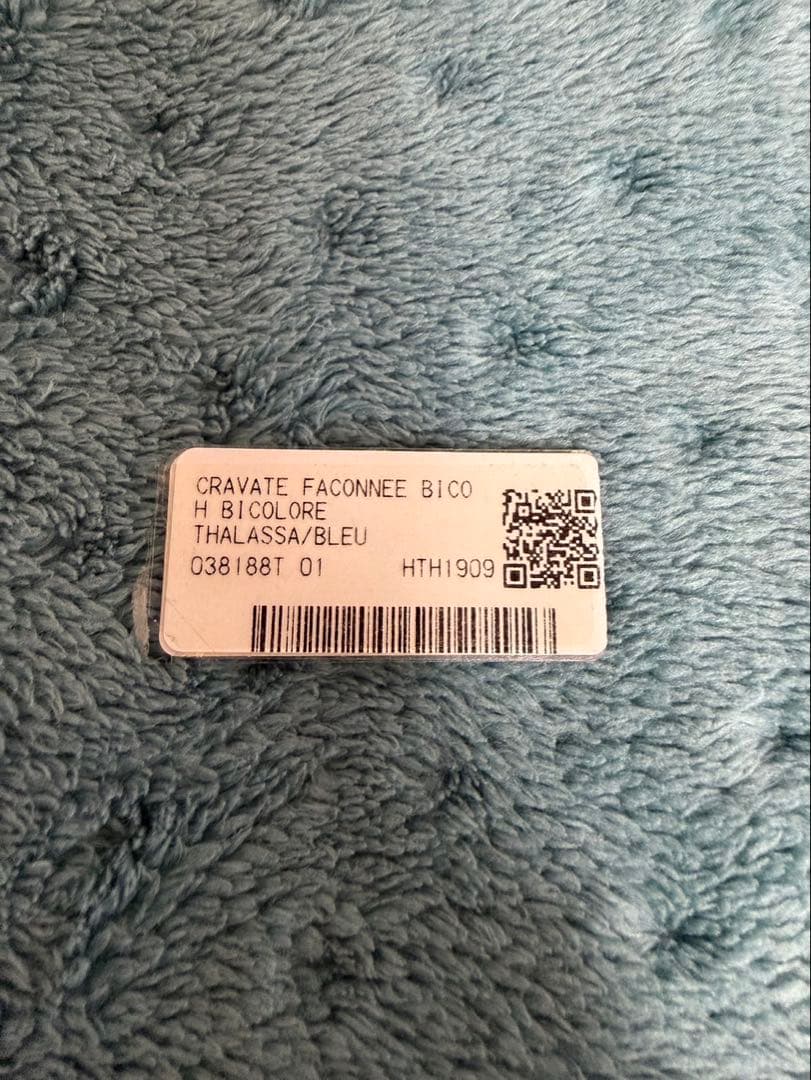 CRAVATE FACONNEE BICO
H BICOLORE
THALASSA/BLEU
038188T 01 HTH1909